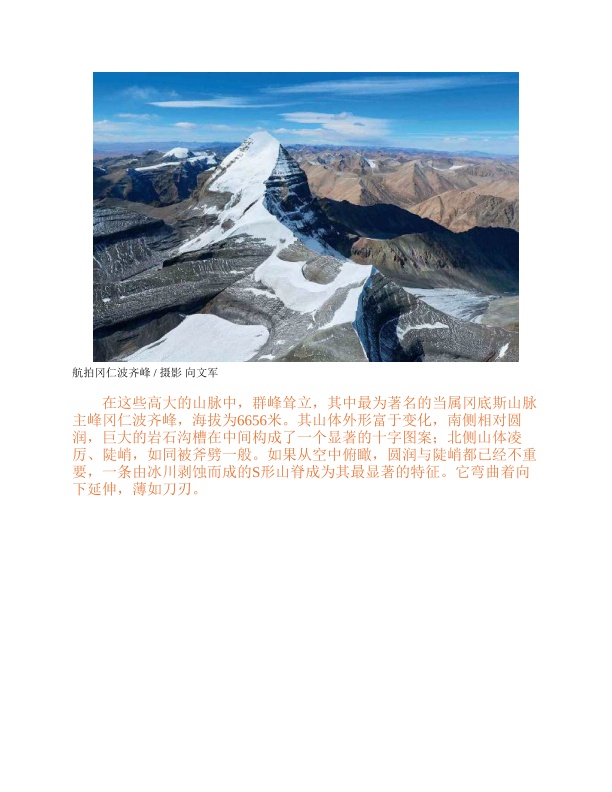 航拍冈仁波齐峰 / 摄影 向文军
在这些高大的山脉中，群峰耸立，其中最为著名的当属冈底斯山脉
主峰冈仁波齐峰，海拔为6656米。其山体外形富于变化，南侧相对圆
润，巨大的岩石沟槽在中间构成了一个显著的十字图案；北侧山体凌
厉、陡峭，如同被斧劈一般。如果从空中俯瞰，圆润与陡峭都已经不重
要，一条由冰川剥蚀而成的S形山脊成为其最显著的特征。它弯曲着向
下延伸，薄如刀刃。